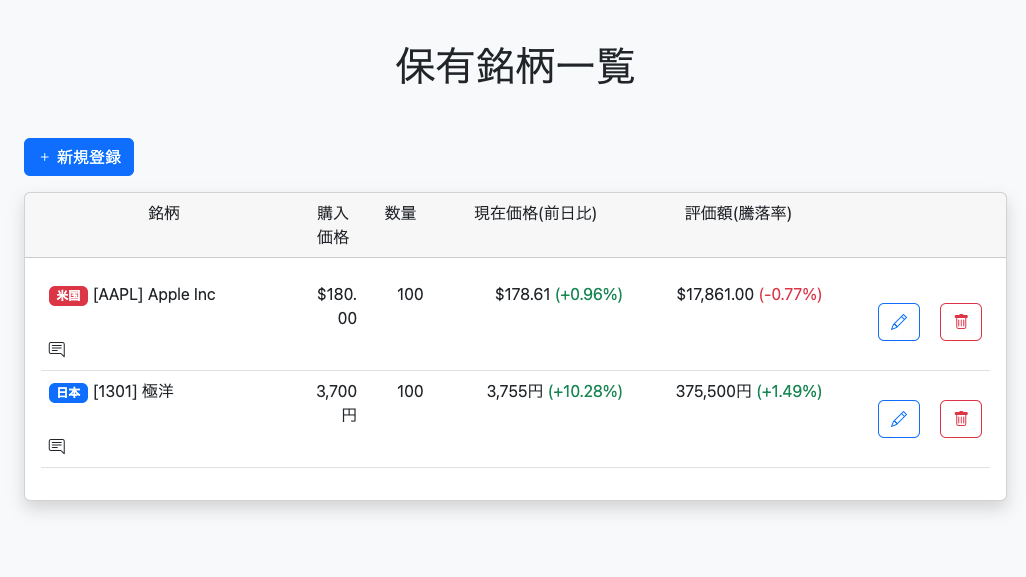 保有銘柄一覧
+ 新規登録
銘柄 購入価格 数量 現在価格(前日比) 評価額(騰落率)
米国 [AAPL] Apple Inc $180.00 100 $178.61 (+0.96%) $17,861.00 (-0.77%)
日本 [1301] 極洋 3,700円 100 3,755円 (+10.28%) 375,500円 (+1.49%)